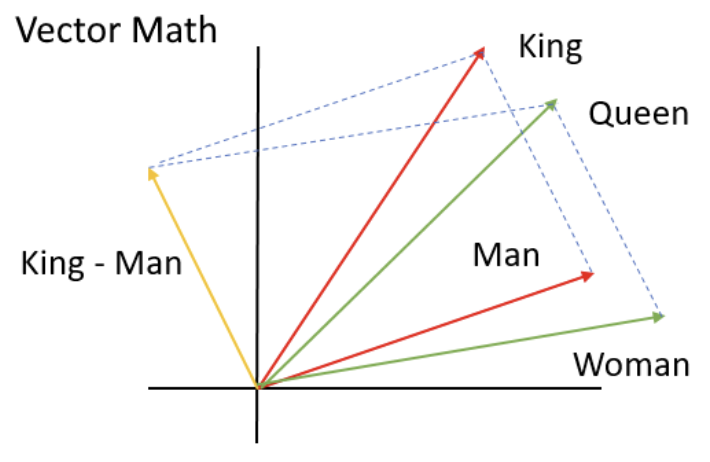 Vector Math
King
Queen
King - Man
Man
Woman